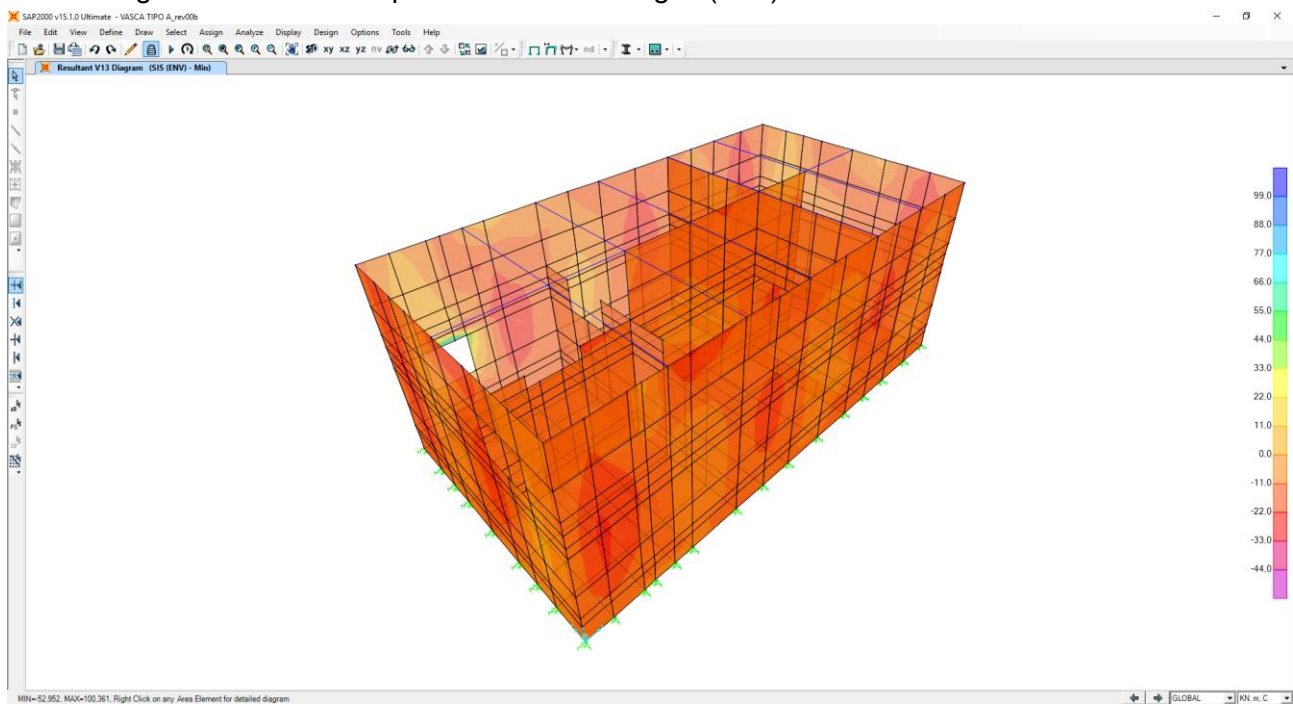 SAP2000 v15.1.0 Ultimate - VASCA TIPO A_rev00b
File Edit View Define Draw Select Assign Analyze Display Design Options Tools Help
xy xz yz nv nd
Resultant V13 Diagram (SIS (ENV) - Min)
99.0
88.0
77.0
66.0
55.0
44.0
33.0
22.0
11.0
0.0
-11.0
-22.0
-33.0
-44.0
MIN=-52.952, MAX=100.361, Right Click on any Area Element for detailed diagram
GLOBAL KN, m, C